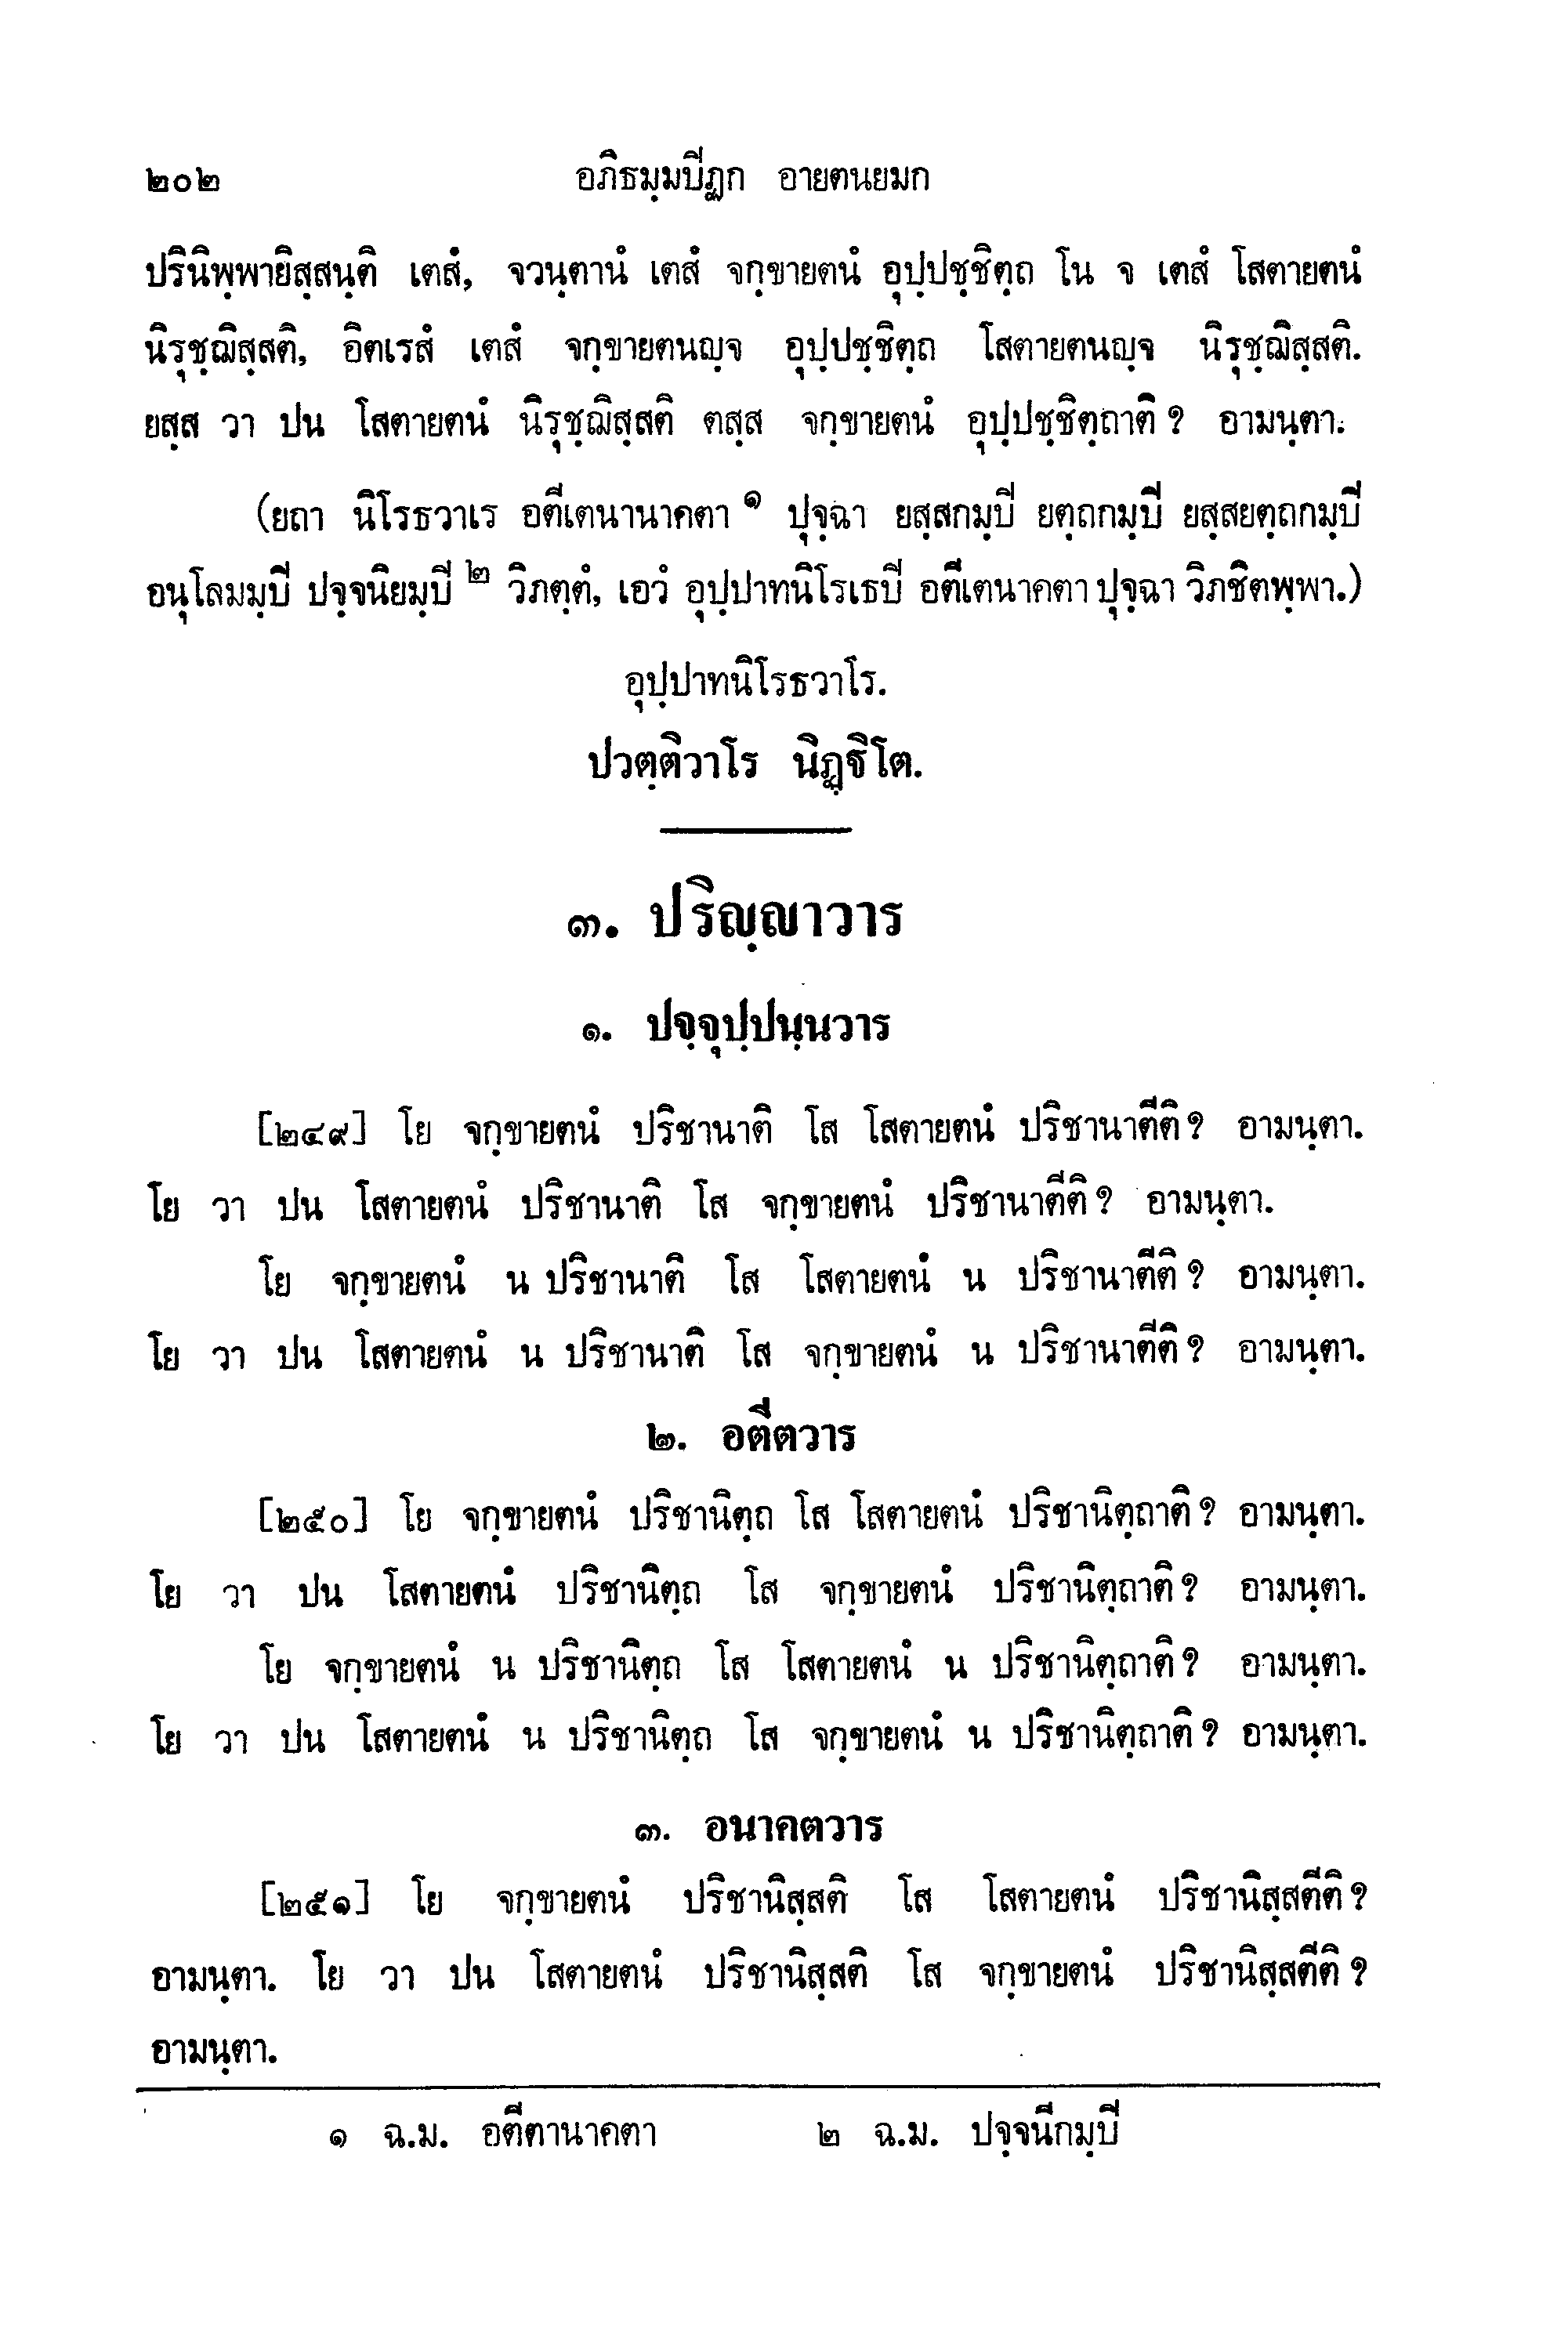 ๒๐๒ อภิธมฺมปิฏก อายตนยมก
ปรินิพฺพายิสฺสนฺติ เตสํ, จวนฺตานํ เตสํ จกฺขายตนํ อุปฺปชฺชิตฺถ โน จ เตสํ โสตายตนํ
นิรุชฺฌิสฺสติ, อิตเรสํ เตสํ จกฺขายตนญฺจ อุปฺปชฺชิตฺถ โสตายตนญฺจ นิรุชฺฌิสฺสติ.
ยสฺส วา ปน โสตายตนํ นิรุชฺฌิสฺสติ ตสฺส จกฺขายตนํ อุปฺปชฺชิตฺถาติ ? อามนฺตา.
(ยถา นิโรธวาเร อตีเตนานาคตา ๑ ปุจฺฉา ยสฺสกมฺปิ ยตฺถกมฺปิ ยสฺสยตฺถกมฺปิ
อนุโลมมฺปิ ปจฺจนิยมฺปิ ๒ วิภตฺตํ, เอวํ อุปฺปาทนิโรเธปิ อตีเตนาคตา ปุจฺฉา วิภชิตพฺพา.)
อุปฺปาทนิโรธวาโร.
ปวตฺติวาโร นิฏฺฐิโต.
๓. ปริญฺญาวาร
๑. ปจฺจุปฺปนฺนวาร
[๒๔๙] โย จกฺขายตนํ ปริชานาติ โส โสตายตนํ ปริชานาตีติ ? อามนฺตา.
โย วา ปน โสตายตนํ ปริชานาติ โส จกฺขายตนํ ปริชานาตีติ ? อามนฺตา.
โย จกฺขายตนํ น ปริชานาติ โส โสตายตนํ น ปริชานาตีติ ? อามนฺตา.
โย วา ปน โสตายตนํ น ปริชานาติ โส จกฺขายตนํ น ปริชานาตีติ ? อามนฺตา.
๒. อตีตวาร
[๒๕๐] โย จกฺขายตนํ ปริชานิตฺถ โส โสตายตนํ ปริชานิตฺถาติ ? อามนฺตา.
โย วา ปน โสตายตนํ ปริชานิตฺถ โส จกฺขายตนํ ปริชานิตฺถาติ ? อามนฺตา.
โย จกฺขายตนํ น ปริชานิตฺถ โส โสตายตนํ น ปริชานิตฺถาติ ? อามนฺตา.
โย วา ปน โสตายตนํ น ปริชานิตฺถ โส จกฺขายตนํ น ปริชานิตฺถาติ ? อามนฺตา.
๓. อนาคตวาร
[๒๕๑] โย จกฺขายตนํ ปริชานิสฺสติ โส โสตายตนํ ปริชานิสฺสตีติ ?
อามนฺตา. โย วา ปน โสตายตนํ ปริชานิสฺสติ โส จกฺขายตนํ ปริชานิสฺสตีติ ?
อามนฺตา.
๑ ฉ.ม. อตีตานาคตา ๒ ฉ.ม. ปจฺจนีกมฺปิ